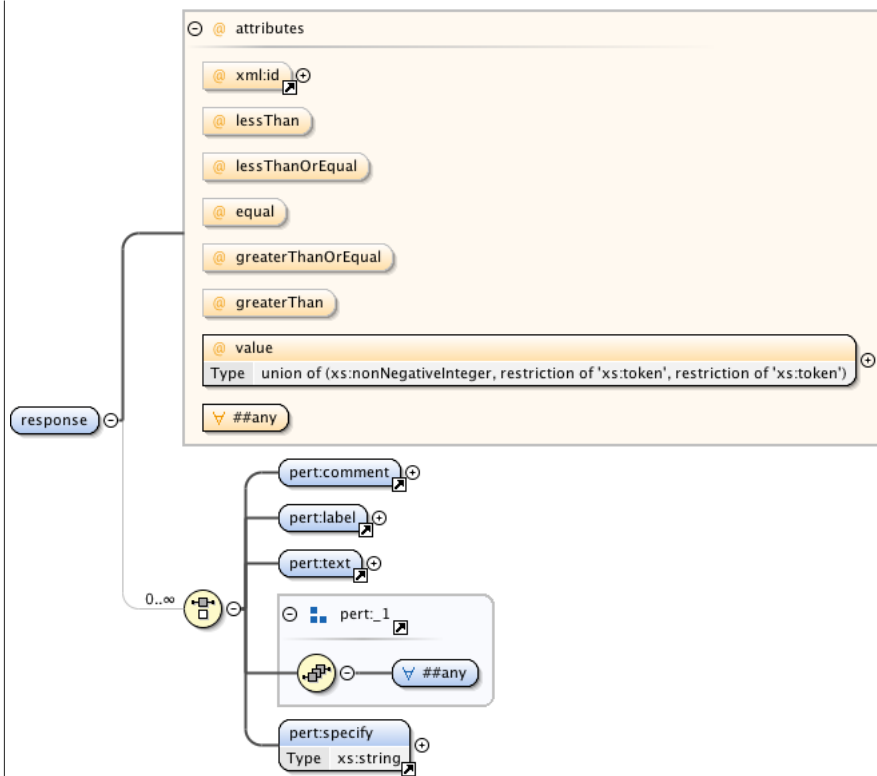 @ attributes
@ xml:id
@ lessThan
@ lessThanOrEqual
@ equal
@ greaterThanOrEqual
@ greaterThan
@ value
Type union of (xs:nonNegativeInteger, restriction of 'xs:token', restriction of 'xs:token')
∀ ##any
response
pert:comment
pert:label
pert:text
0..∞
pert:_1
∀ ##any
pert:specify
Type xs:string